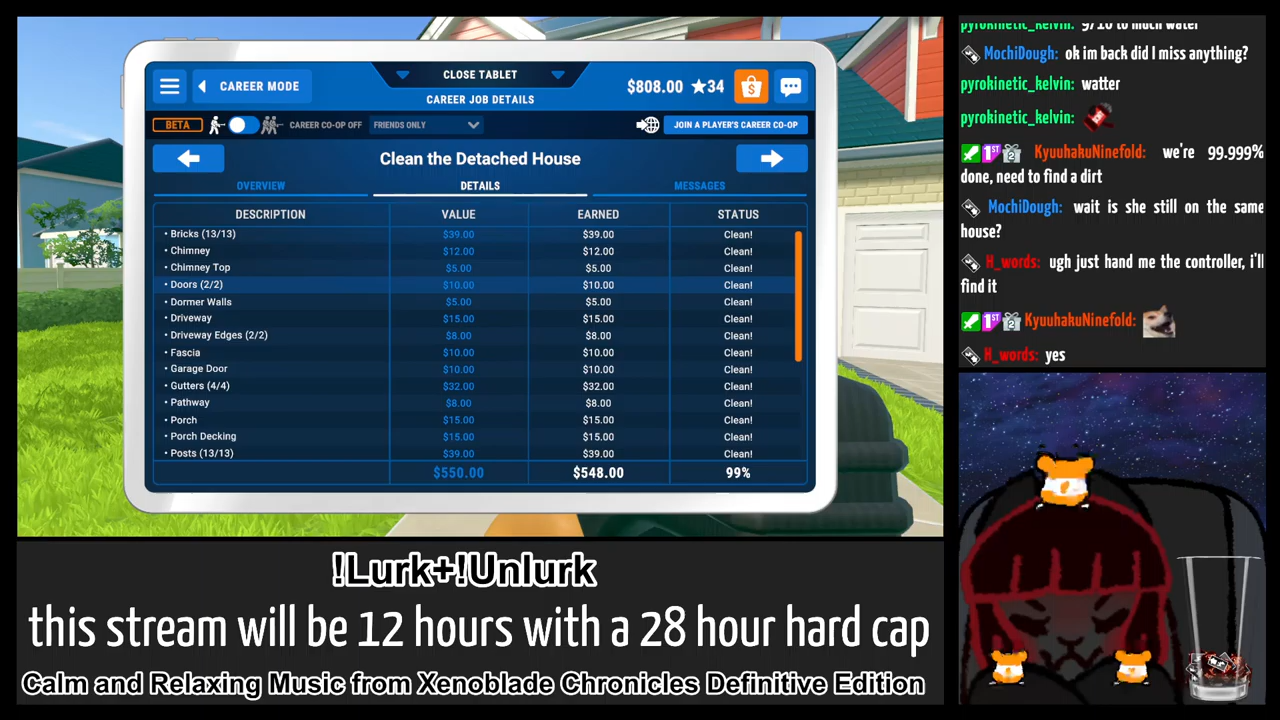 CLOSE TABLET
CAREER MODE
$808.00 ★34
CAREER JOB DETAILS
BETA
CAREER CO-OP OFF
FRIENDS ONLY
JOIN A PLAYER'S CAREER CO-OP
Clean the Detached House
OVERVIEW
DETAILS
MESSAGES
DESCRIPTION VALUE EARNED STATUS
• Bricks (13/13) $39.00 $39.00 Clean!
• Chimney $12.00 $12.00 Clean!
• Chimney Top $5.00 $5.00 Clean!
• Doors (2/2) $10.00 $10.00 Clean!
• Dormer Walls $5.00 $5.00 Clean!
• Driveway $15.00 $15.00 Clean!
• Driveway Edges (2/2) $8.00 $8.00 Clean!
• Fascia $10.00 $10.00 Clean!
• Garage Door $10.00 $10.00 Clean!
• Gutters (4/4) $32.00 $32.00 Clean!
• Pathway $8.00 $8.00 Clean!
• Porch $15.00 $15.00 Clean!
• Porch Decking $15.00 $15.00 Clean!
• Posts (13/13) $39.00 $39.00 Clean!
$550.00 $548.00 99%
!Lurk+!Unlurk
this stream will be 12 hours with a 28 hour hard cap
Calm and Relaxing Music from Xenoblade Chronicles Definitive Edition
pyrokinetic_kelvin: 9/10 to much water
MochiDough: ok im back did I miss anything?
pyrokinetic_kelvin: watter
pyrokinetic_kelvin:
KyuuhakuNinefold: we're 99.999%
done, need to find a dirt
MochiDough: wait is she still on the same
house?
H_words: ugh just hand me the controller, i'll
find it
KyuuhakuNinefold:
H_words: yes